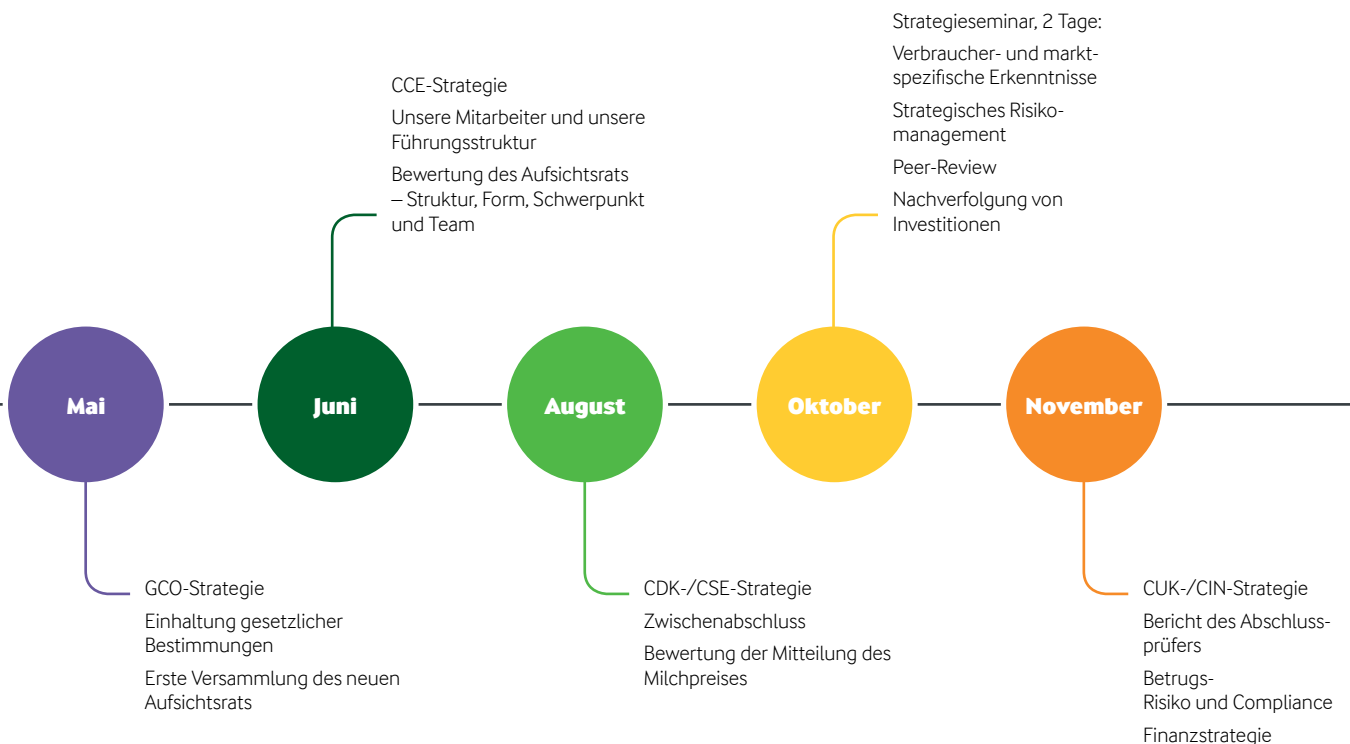 Strategieseminar, 2 Tage:
Verbraucher- und markt-
spezifische Erkenntnisse
Strategisches Risiko-
management
Peer-Review
Nachverfolgung von
Investitionen
CCE-Strategie
Unsere Mitarbeiter und unsere
Führungsstruktur
Bewertung des Aufsichtsrats
– Struktur, Form, Schwerpunkt
und Team
Mai
Juni
August
Oktober
November
GCO-Strategie
Einhaltung gesetzlicher
Bestimmungen
Erste Versammlung des neuen
Aufsichtsrats
CDK-/CSE-Strategie
Zwischenabschluss
Bewertung der Mitteilung des
Milchpreises
CUK-/CIN-Strategie
Bericht des Abschluss-
prüfers
Betrugs-
Risiko und Compliance
Finanzstrategie